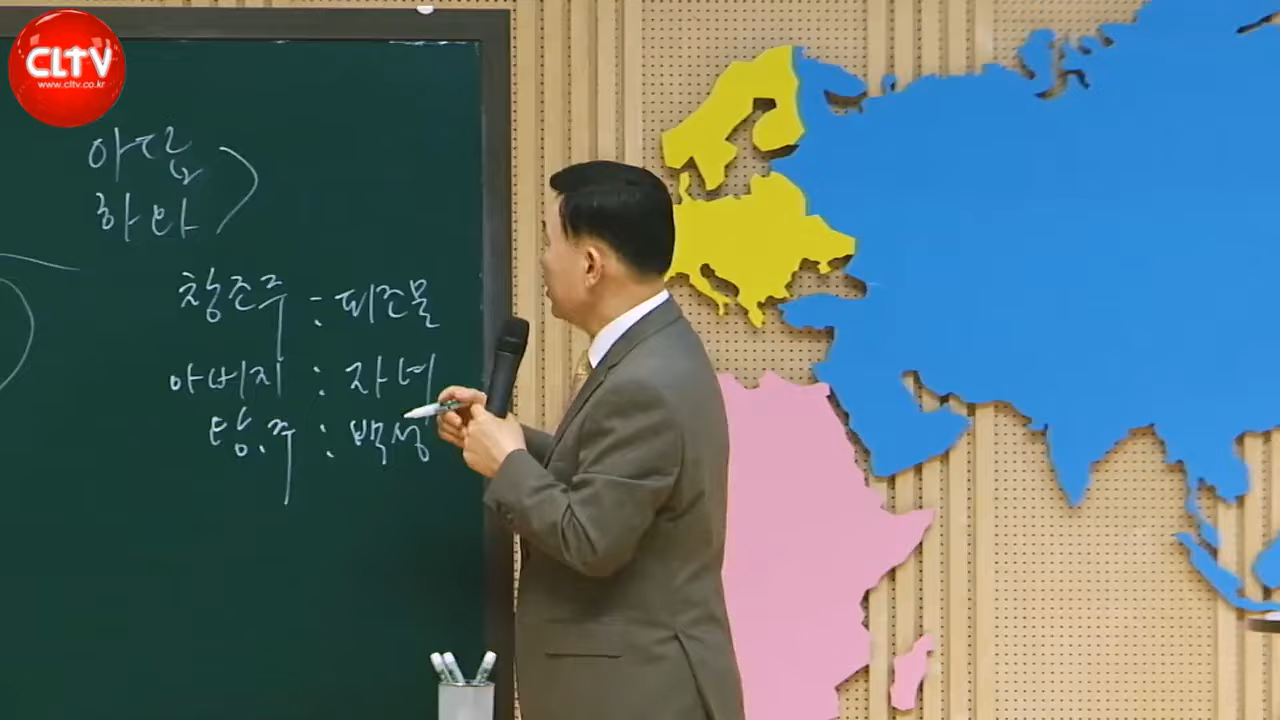 CLTV
www.cltv.co.kr
아담
하와
창조주 : 피조물
아버지 : 자녀
왕.주 : 백성